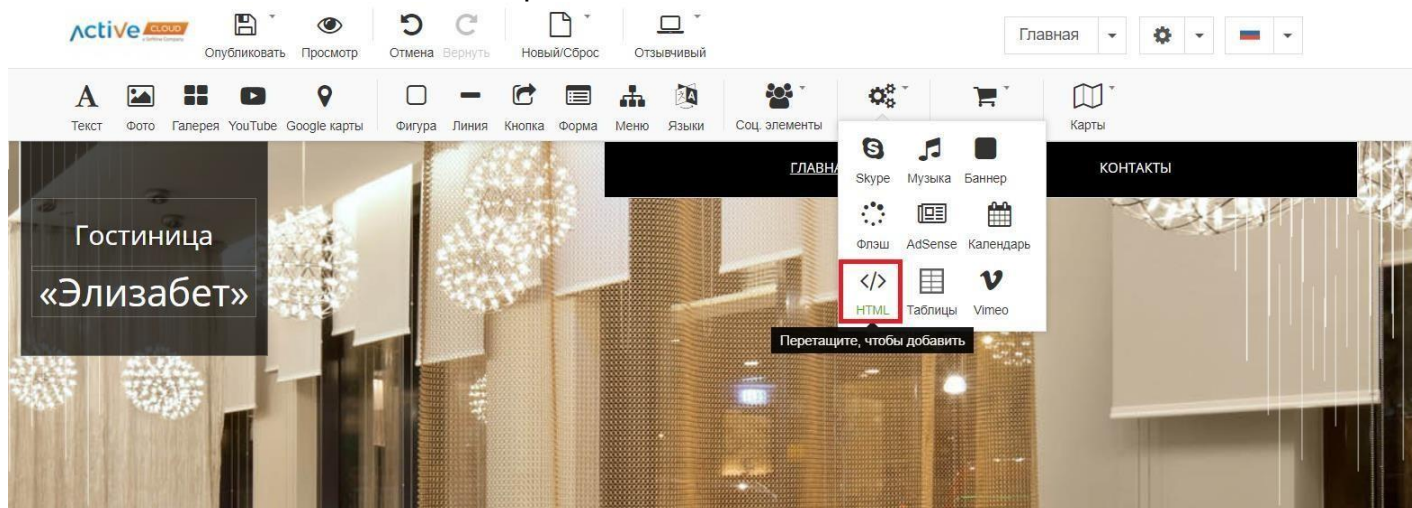 Active CLOUD
a Softline Company
Опубликовать Просмотр Отмена Вернуть Новый/Сброс Отзывчивый
Главная
Текст Фото Галерея YouTube Google карты Фигура Линия Кнопка Форма Меню Языки Соц. элементы Карты
ГЛАВНА КОНТАКТЫ
Skype Музыка Баннер
Гостиница
Флэш AdSense Календарь
«Элизабет»
HTML Таблицы Vimeo
Перетащите, чтобы добавить